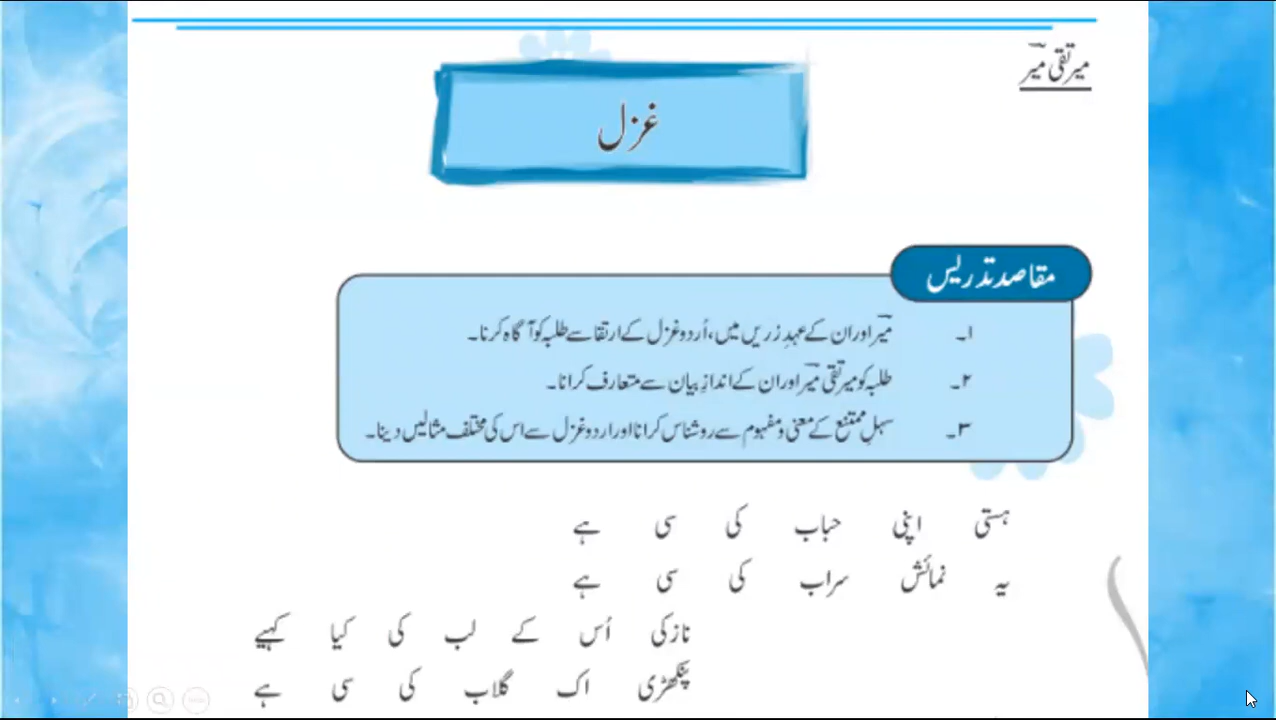 میر تقی میرؔ
غزل
مقاصد تدریس
۱۔ میرؔ اور ان کے عہدِ زریں میں، اُردو غزل کے ارتقا سے طلبہ کو آگاہ کرنا۔
۲۔ طلبہ کو میر تقی میرؔ اور ان کے اندازِ بیان سے متعارف کرانا۔
۳۔ سہلِ ممتنع کے معنی و مفہوم سے روشناس کرانا اور اردو غزل سے اس کی مختلف مثالیں دینا۔
ہستی اپنی حباب کی سی ہے
یہ نمائش سراب کی سی ہے
نازکی اُس کے لب کی کیا کہیے
پنکھڑی اک گلاب کی سی ہے